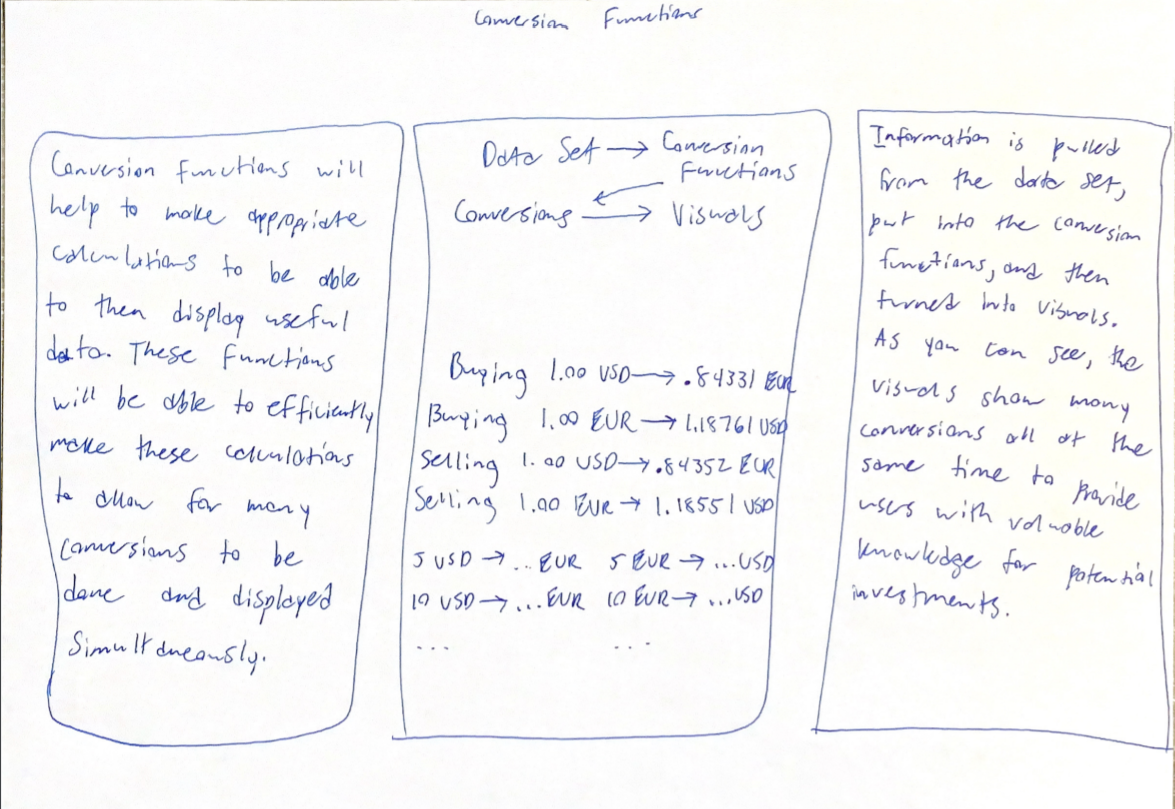 Conversion Functions
Conversion Functions will
help to make appropriate
calculations to be able
to then display useful
data. These Functions
will be able to efficiently
make these calculations
to allow for many
conversions to be
done and displayed
Simultaneously.
Data Set → Conversion
Functions
Conversions → Visuals
Buying 1.00 USD → .84331 EUR
Buying 1.00 EUR → 1.18761 USD
Selling 1.00 USD → .84352 EUR
Selling 1.00 EUR → 1.18551 USD
5 USD → ... EUR 5 EUR → ... USD
10 USD → ... EUR 10 EUR → ... USD
... ...
Information is pulled
from the data set,
put into the conversion
functions, and then
turned into visuals.
As you can see, the
visuals show many
conversions all at the
same time to provide
users with valuable
knowledge for potential
investments.